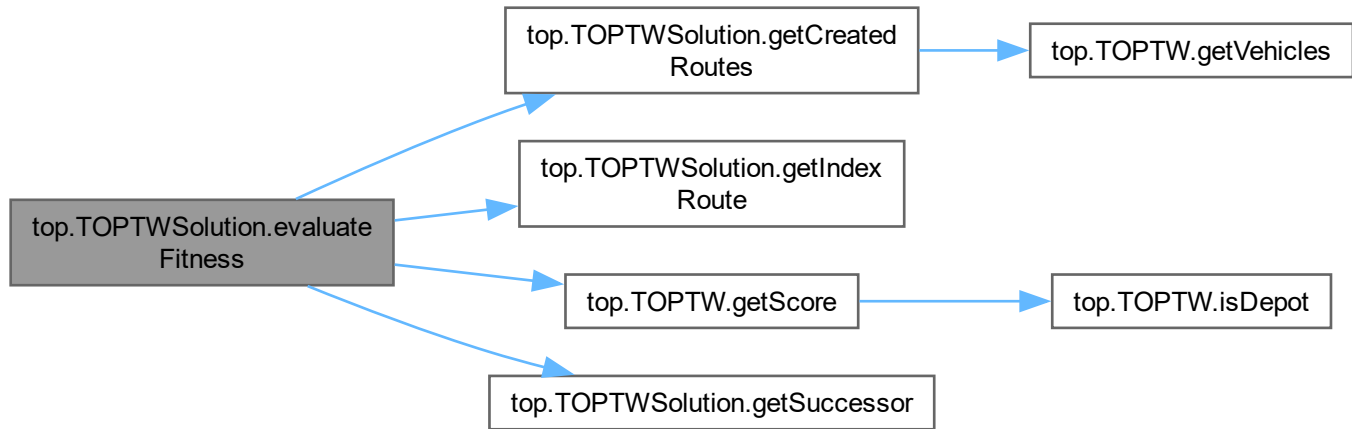 top.TOPTWSolution.getCreated
Routes
top.TOPTW.getVehicles
top.TOPTWSolution.getIndex
Route
top.TOPTWSolution.evaluate
Fitness
top.TOPTW.getScore
top.TOPTW.isDepot
top.TOPTWSolution.getSuccessor